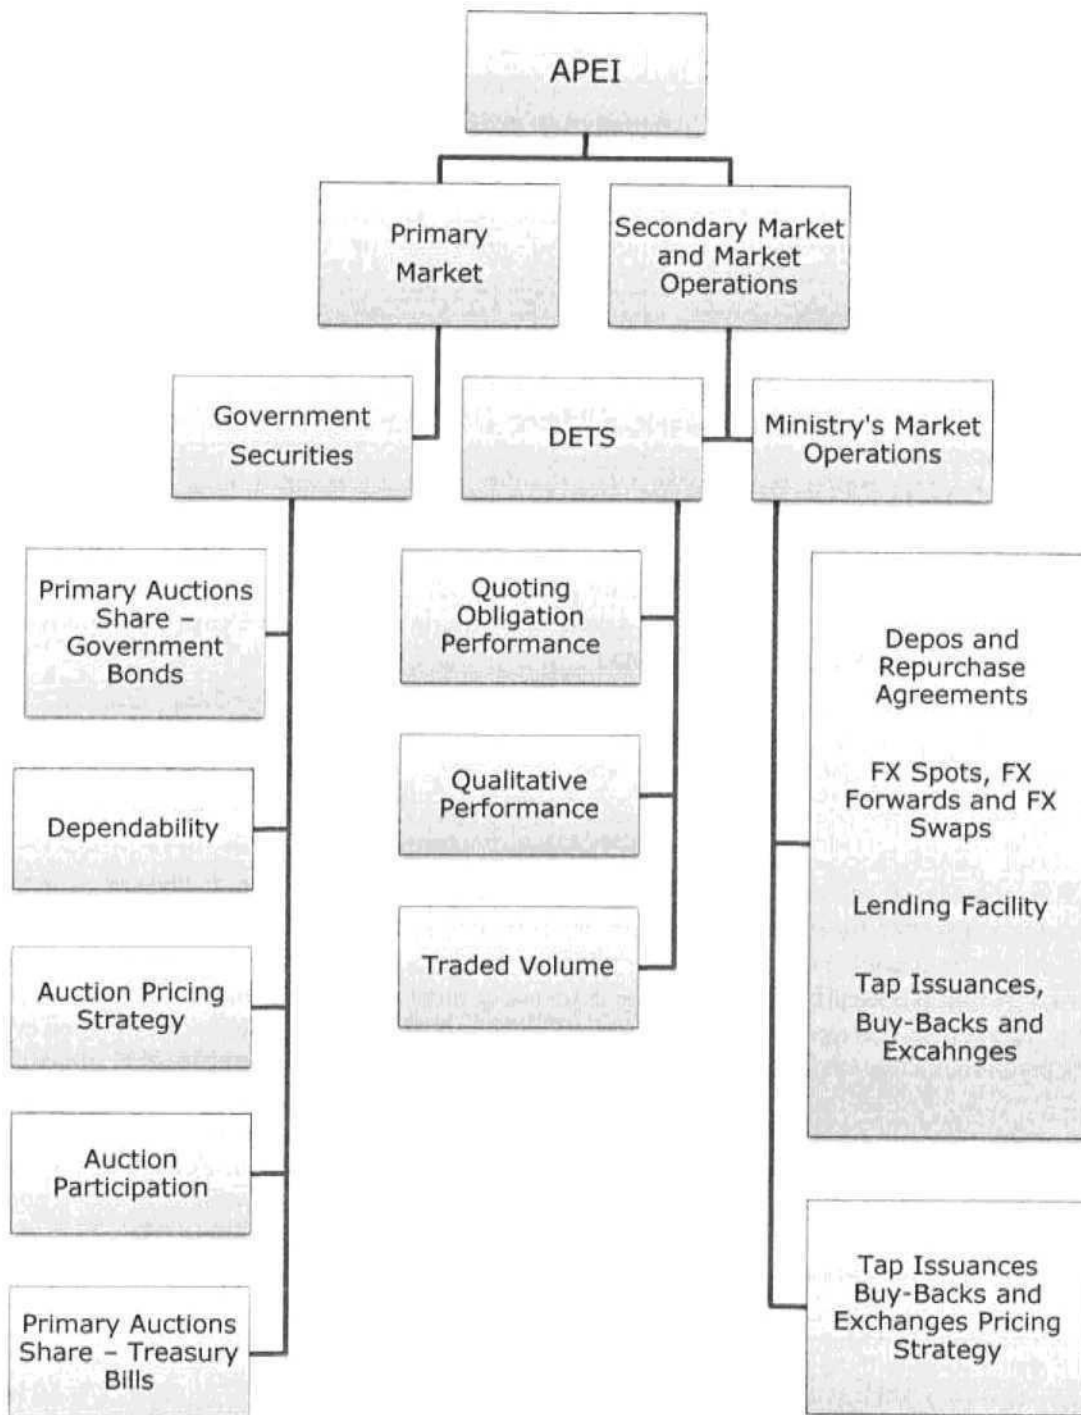 APEI
Primary
Market
Secondary Market
and Market
Operations
Government
Securities
DETS
Ministry's Market
Operations
Primary Auctions
Share –
Government
Bonds
Dependability
Auction Pricing
Strategy
Auction
Participation
Primary Auctions
Share – Treasury
Bills
Quoting
Obligation
Performance
Qualitative
Performance
Traded Volume
Depos and
Repurchase
Agreements
FX Spots, FX
Forwards and FX
Swaps
Lending Facility
Tap Issuances,
Buy-Backs and
Excahnges
Tap Issuances
Buy-Backs and
Exchanges Pricing
Strategy